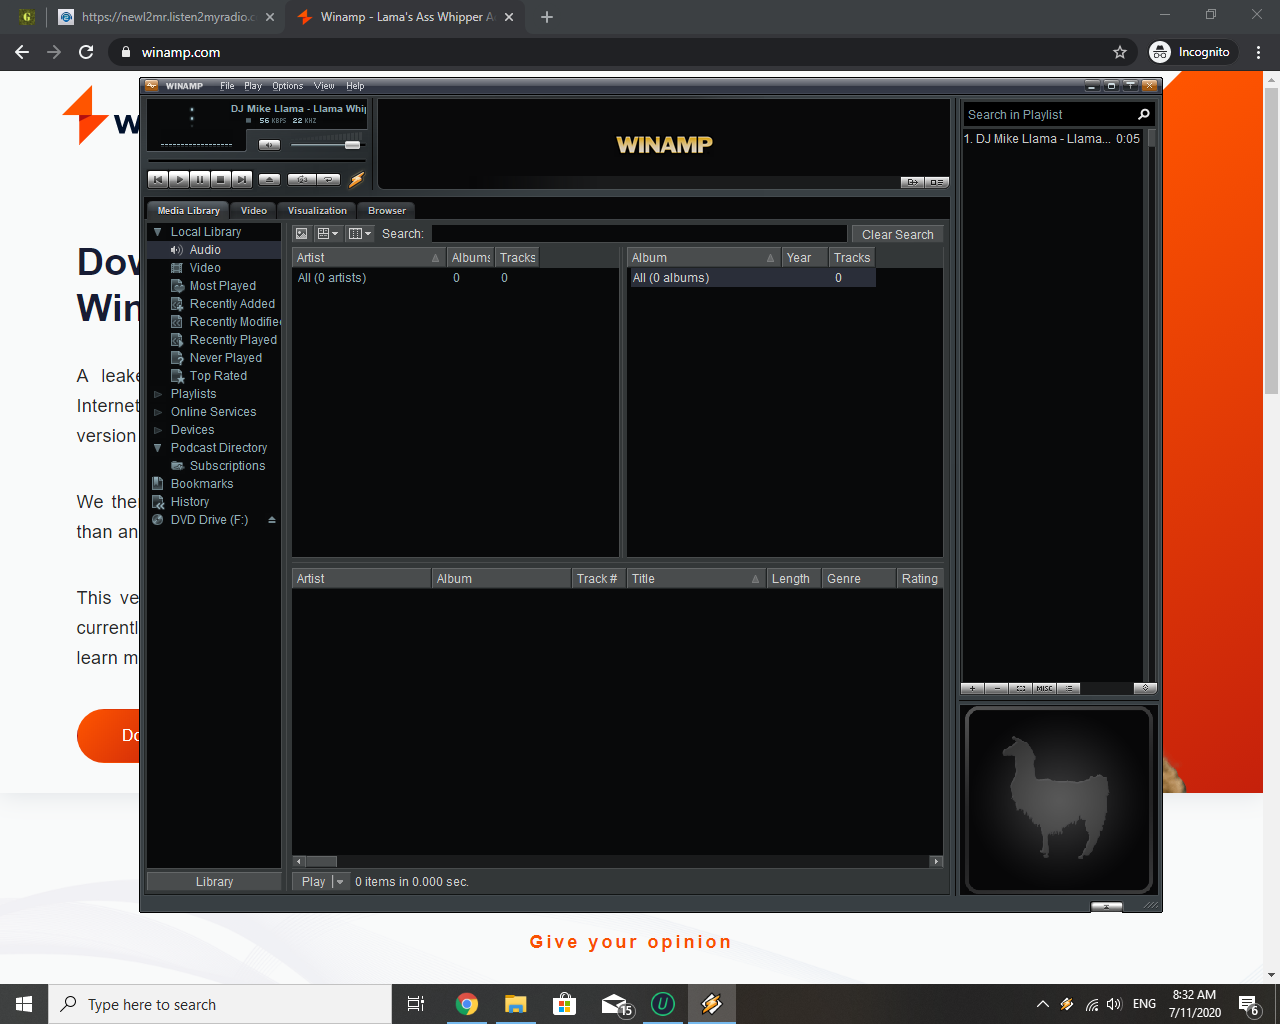 https://newl2mr.listen2myradio.c
Winamp - Lama's Ass Whipper A
winamp.com
Incognito
WINAMP File Play Options View Help
DJ Mike Llama - Llama Whip
56 KBPS 22 KHZ
WINAMP
Search in Playlist
1. DJ Mike Llama - Llama... 0:05
Media Library Video Visualization Browser
Search:
Clear Search
Local Library
Audio
Video
Most Played
Recently Added
Recently Modifie
Recently Played
Never Played
Top Rated
Playlists
Online Services
Devices
Podcast Directory
Subscriptions
Bookmarks
History
DVD Drive (F:)
Artist Albums Tracks
All (0 artists) 0 0
Album Year Tracks
All (0 albums) 0
Artist Album Track # Title Length Genre Rating
MISC
Library
Play
0 items in 0.000 sec.
w
Dow
Win
A leake
Internet
version
We the
than an
This ve
currentl
learn m
Do
Give your opinion
Type here to search
15
ENG
8:32 AM
7/11/2020
6